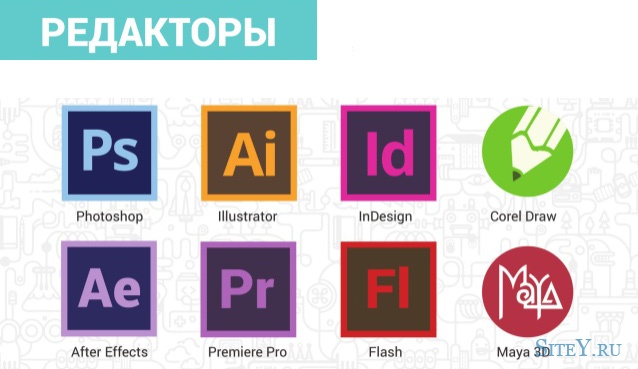 РЕДАКТОРЫ
Ps Ai Id
Photoshop Illustrator InDesign Corel Draw
Ae Pr Fl MAYA
After Effects Premiere Pro Flash Maya 3D
SITEY.RU